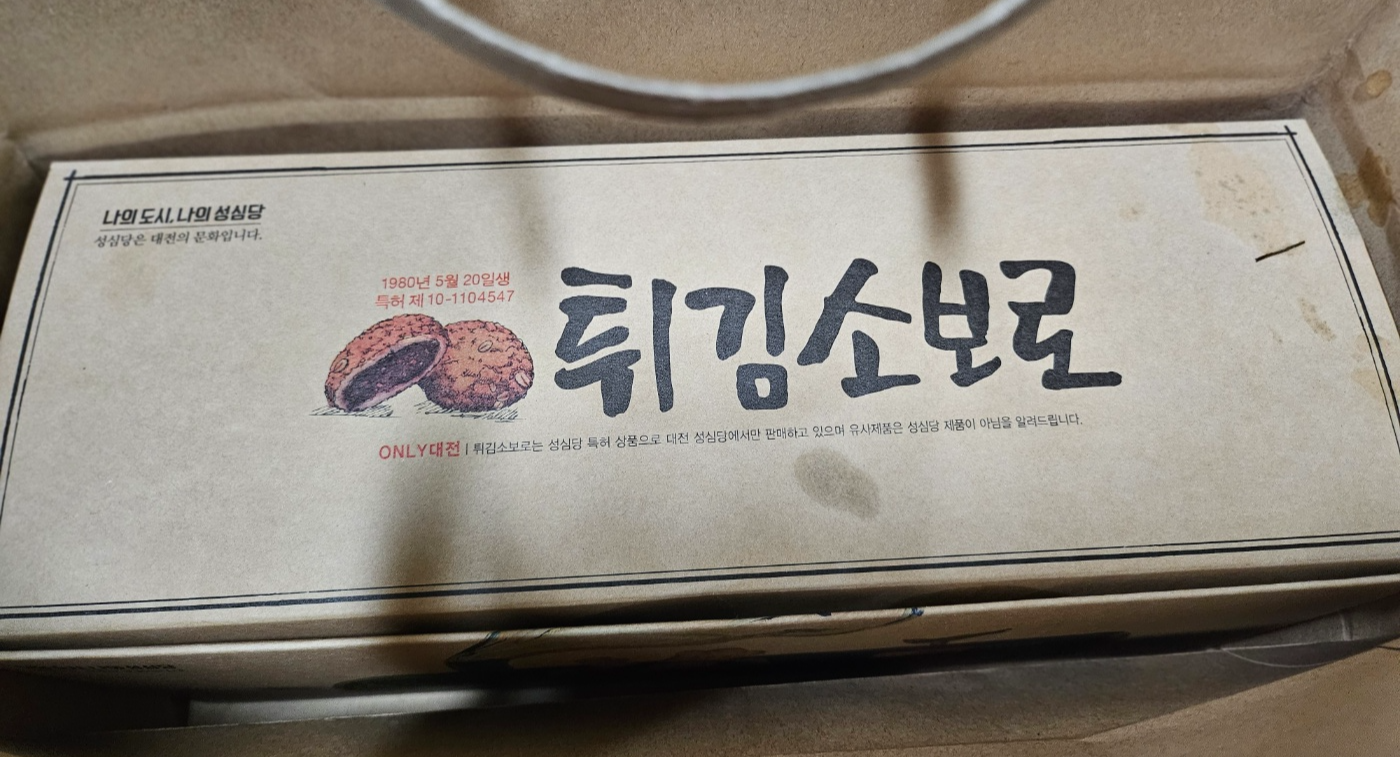 나의 도시, 나의 성심당
성심당은 대전의 문화입니다.
1980년 5월 20일생
특허 제 10-1104547
튀김소보로
ONLY대전 | 튀김소보로는 성심당 특허 상품으로 대전 성심당에서만 판매하고 있으며 유사제품은 성심당 제품이 아님을 알려드립니다.